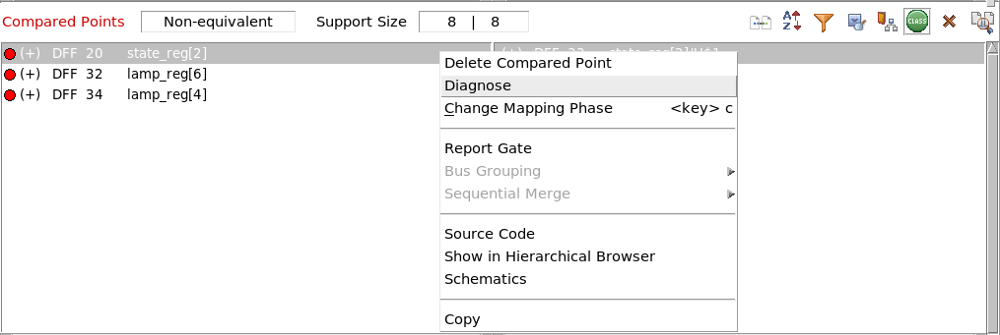 Compared Points Non-equivalent Support Size 8 | 8
A Z CLASS
(+) DFF 20 state_reg[2]
(+) DFF 32 lamp_reg[6]
(+) DFF 34 lamp_reg[4]
Delete Compared Point
Diagnose
Change Mapping Phase <key> c
Report Gate
Bus Grouping
Sequential Merge
Source Code
Show in Hierarchical Browser
Schematics
Copy